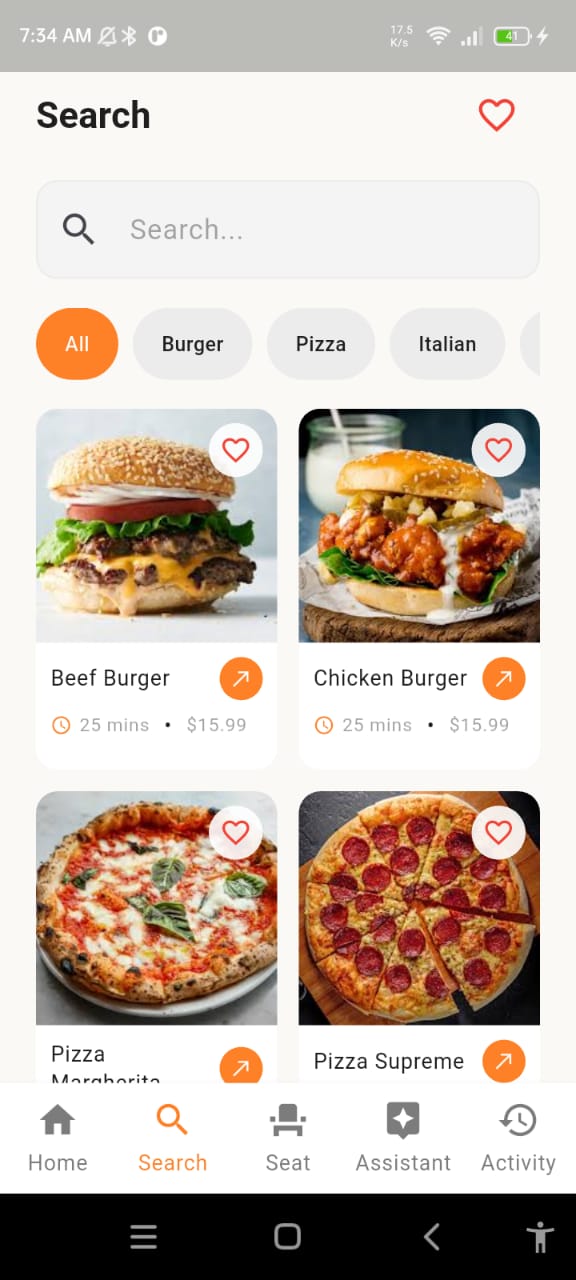 7:34 AM
17.5
K/s
41
Search
Search...
All Burger Pizza Italian
Beef Burger
Chicken Burger
25 mins • $15.99
25 mins • $15.99
Pizza
Margherita
Pizza Supreme
Home Search Seat Assistant Activity